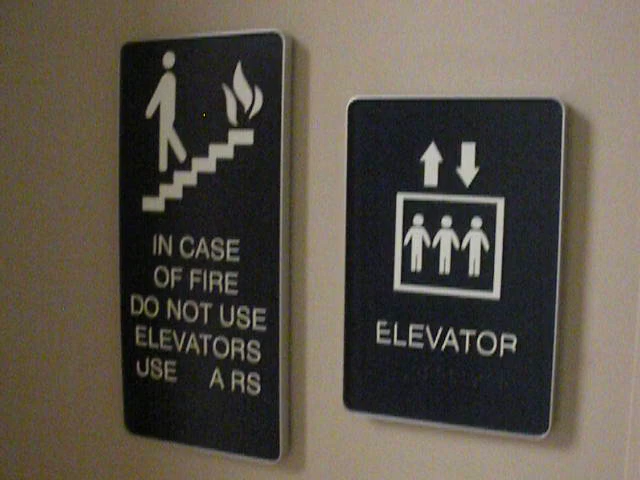 IN CASE
OF FIRE
DO NOT USE
ELEVATORS
USE A RS
ELEVATOR